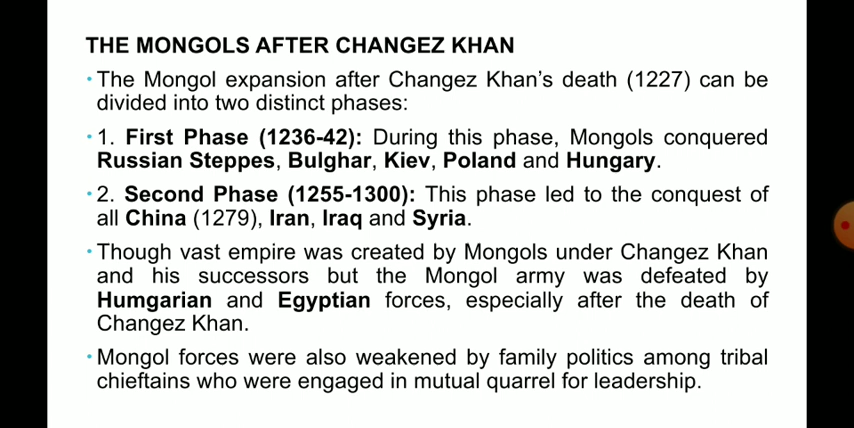 THE MONGOLS AFTER CHANGEZ KHAN
• The Mongol expansion after Changez Khan's death (1227) can be
divided into two distinct phases:
• 1. First Phase (1236-42): During this phase, Mongols conquered
Russian Steppes, Bulghar, Kiev, Poland and Hungary.
• 2. Second Phase (1255-1300): This phase led to the conquest of
all China (1279), Iran, Iraq and Syria.
• Though vast empire was created by Mongols under Changez Khan
and his successors but the Mongol army was defeated by
Humgarian and Egyptian forces, especially after the death of
Changez Khan.
• Mongol forces were also weakened by family politics among tribal
chieftains who were engaged in mutual quarrel for leadership.